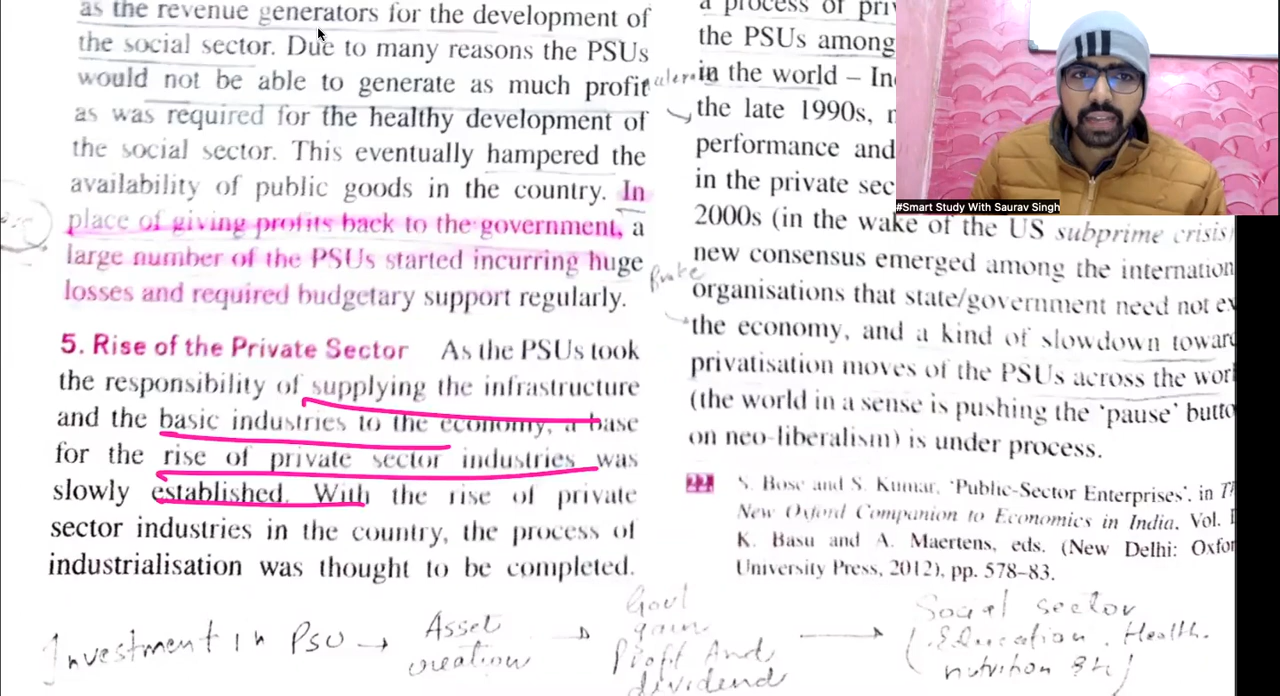 as the revenue generators for the development of
the social sector. Due to many reasons the PSUs
would not be able to generate as much profit
as was required for the healthy development of
the social sector. This eventually hampered the
availability of public goods in the country. In
place of giving profits back to the government, a
large number of the PSUs started incurring huge
losses and required budgetary support regularly.
5. Rise of the Private Sector As the PSUs took
the responsibility of supplying the infrastructure
and the basic industries to the economy, a base
for the rise of private sector industries was
slowly established. With the rise of private
sector industries in the country, the process of
industrialisation was thought to be completed.
a process of
the PSUs among
in the world –
the late 1990s,
performance and
in the private
2000s (in the wake of the US subprime crisis
new consensus emerged among the
organisations that state/government need not
the economy, and a kind of slowdown
privatisation moves of the PSUs across the
(the world in a sense is pushing the 'pause'
on neo-liberalism) is under process.
22 S. Bose and S. Kumar, 'Public-Sector Enterprises', in
New Oxford Companion to Economics in India, Vol.
K. Basu and A. Maertens, eds. (New Delhi:
University Press, 2012), pp. 578–83.
#Smart Study With Saurav Singh
Investment in PSU → Asset creation → Govt gain Profit And dividend → Social sector (Education, Health, nutrition